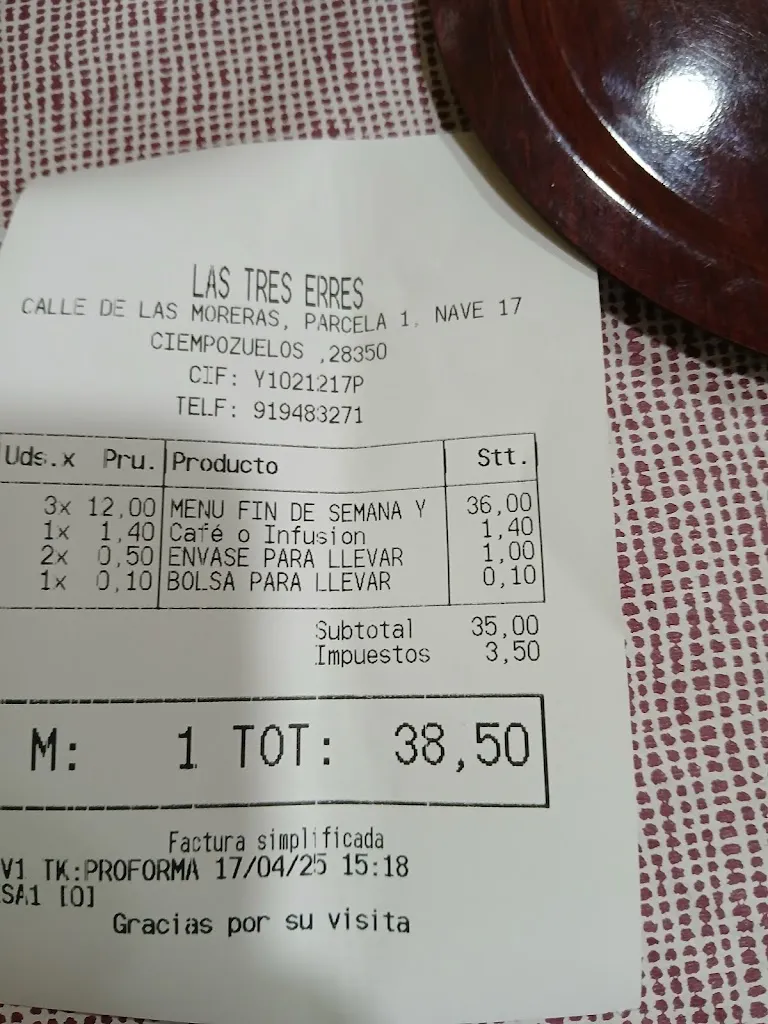 LAS TRES ERRES
CALLE DE LAS MORERAS, PARCELA 1, NAVE 17
CIEMPOZUELOS ,28350
CIF: Y1021217P
TELF: 919483271
Uds.x Pru. Producto Stt.
3x 12,00 MENU FIN DE SEMANA Y 36,00
1x 1,40 Café o Infusion 1,40
2x 0,50 ENVASE PARA LLEVAR 1,00
1x 0,10 BOLSA PARA LLEVAR 0,10
Subtotal 35,00
Impuestos 3,50
M: 1 TOT: 38,50
Factura simplificada
V1 TK:PROFORMA 17/04/25 15:18
SA1 [0]
Gracias por su visita